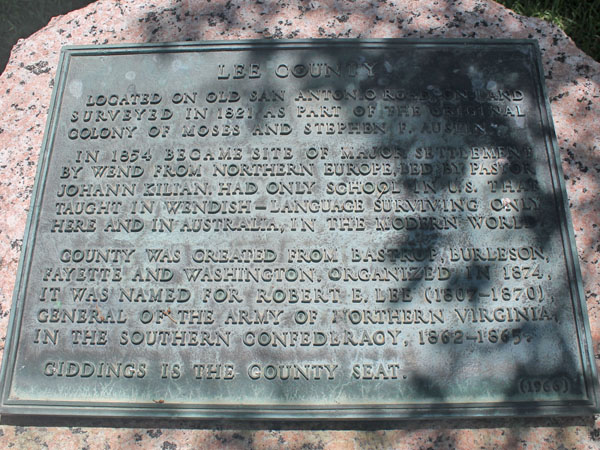 LEE COUNTY
LOCATED ON OLD SAN ANTONIO ROAD ON LAND
SURVEYED IN 1821 AS PART OF THE ORIGINAL
COLONY OF MOSES AND STEPHEN F. AUSTIN.
IN 1854 BECAME SITE OF MAJOR SETTLEMENT
BY WEND FROM NORTHERN EUROPE, LED BY PASTOR
JOHANN KILIAN. HAD ONLY SCHOOL IN U.S. THAT
TAUGHT IN WENDISH—LANGUAGE SURVIVING ONLY
HERE AND IN AUSTRALIA, IN THE MODERN WORLD.
COUNTY WAS CREATED FROM BASTROP, BURLESON,
FAYETTE AND WASHINGTON, ORGANIZED IN 1874.
IT WAS NAMED FOR ROBERT E. LEE (1807-1870),
GENERAL OF THE ARMY OF NORTHERN VIRGINIA,
IN THE SOUTHERN CONFEDERACY, 1862-1865.
GIDDINGS IS THE COUNTY SEAT.
(1966)